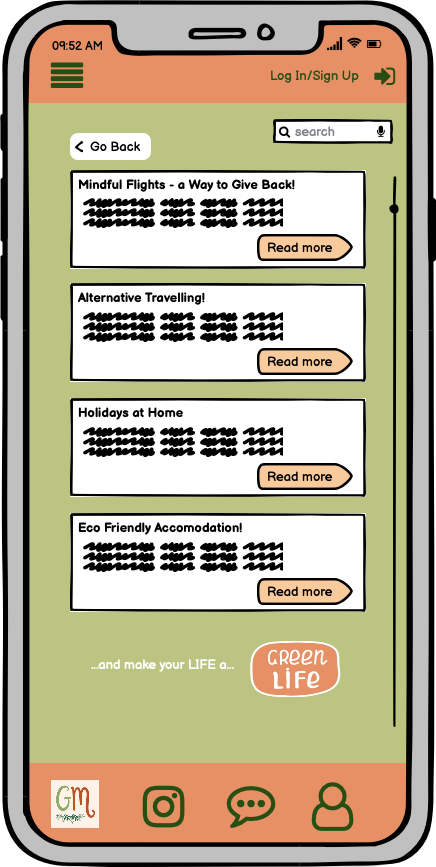 09:52 AM
Log In/Sign Up
search
Go Back
Mindful Flights - a Way to Give Back!
Read more
Alternative Travelling!
Read more
Holidays at Home
Read more
Eco Friendly Accomodation!
Read more
...and make your LIFE a...
GReen
LiFe
GM